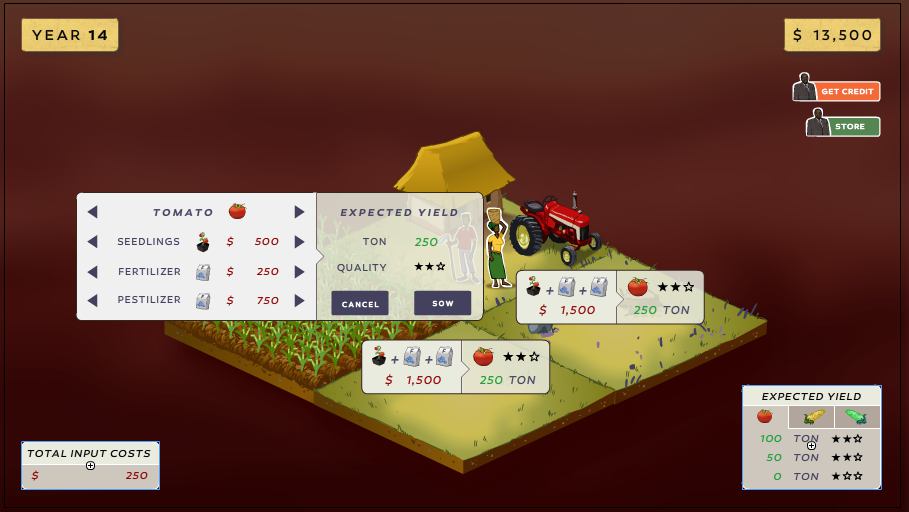 YEAR 14
$ 13,500
GET CREDIT
STORE
TOMATO
SEEDLINGS $ 500
FERTILIZER $ 250
PESTILIZER $ 750
EXPECTED YIELD
TON 250
QUALITY ★★☆
CANCEL SOW
+ + ★★☆
$ 1,500 250 TON
+ + ★★☆
$ 1,500 250 TON
EXPECTED YIELD
100 TON ★★☆
50 TON ★★☆
0 TON ★☆☆
TOTAL INPUT COSTS
$ 250